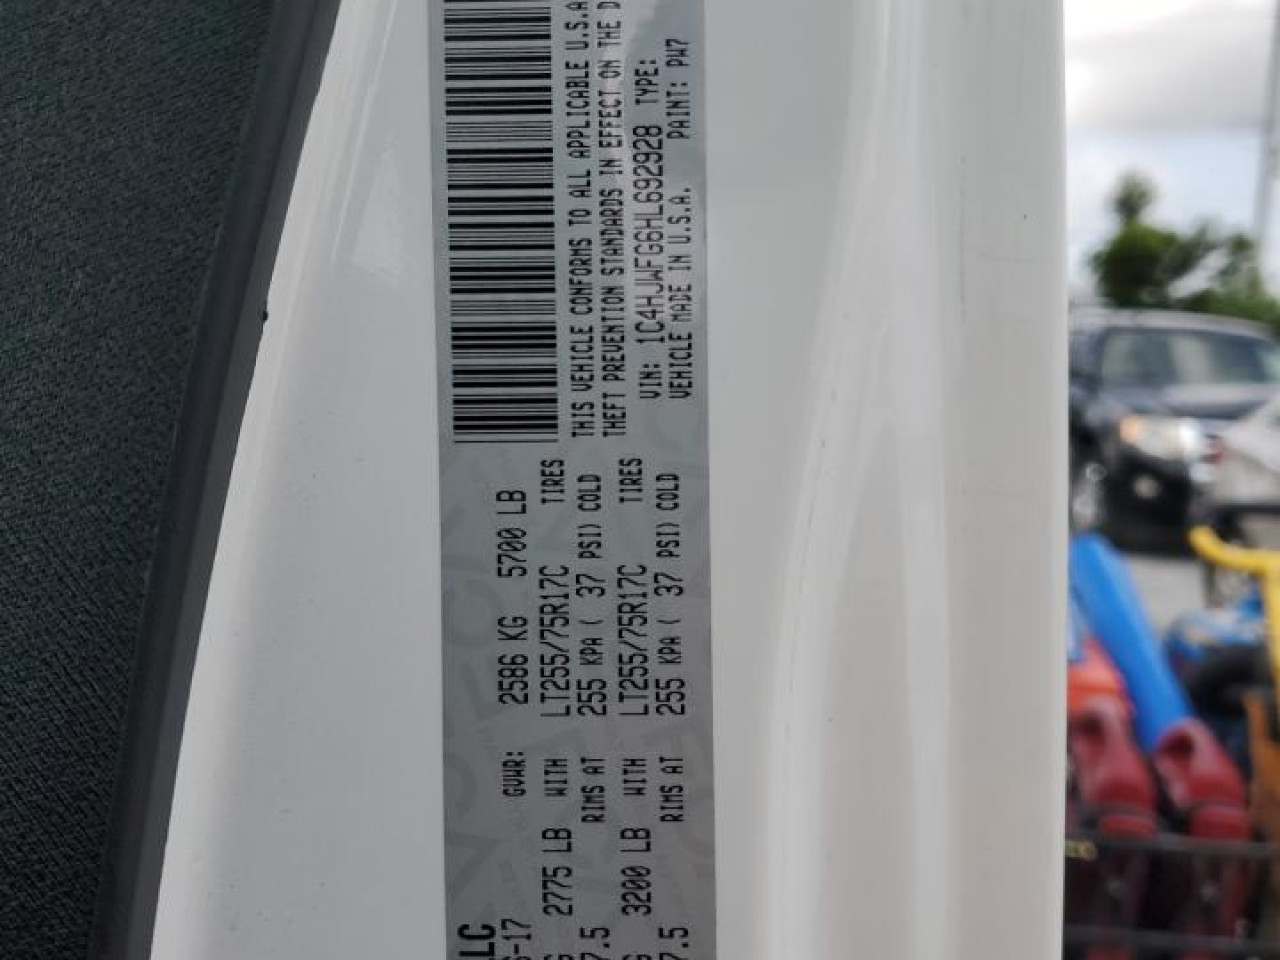 LLC
-17 GVWR: 2586 KG 5700 LB
2775 LB WITH LT255/75R17C TIRES
7.5 RIMS AT 255 KPA ( 37 PSI) COLD
3200 LB WITH LT255/75R17C TIRES
7.5 RIMS AT 255 KPA ( 37 PSI) COLD
THIS VEHICLE CONFORMS TO ALL APPLICABLE U.S.A
THEFT PREVENTION STANDARDS IN EFFECT ON THE D
VIN: 1C4HJWFG6HL692928 TYPE:
VEHICLE MADE IN U.S.A. PAINT: PW7